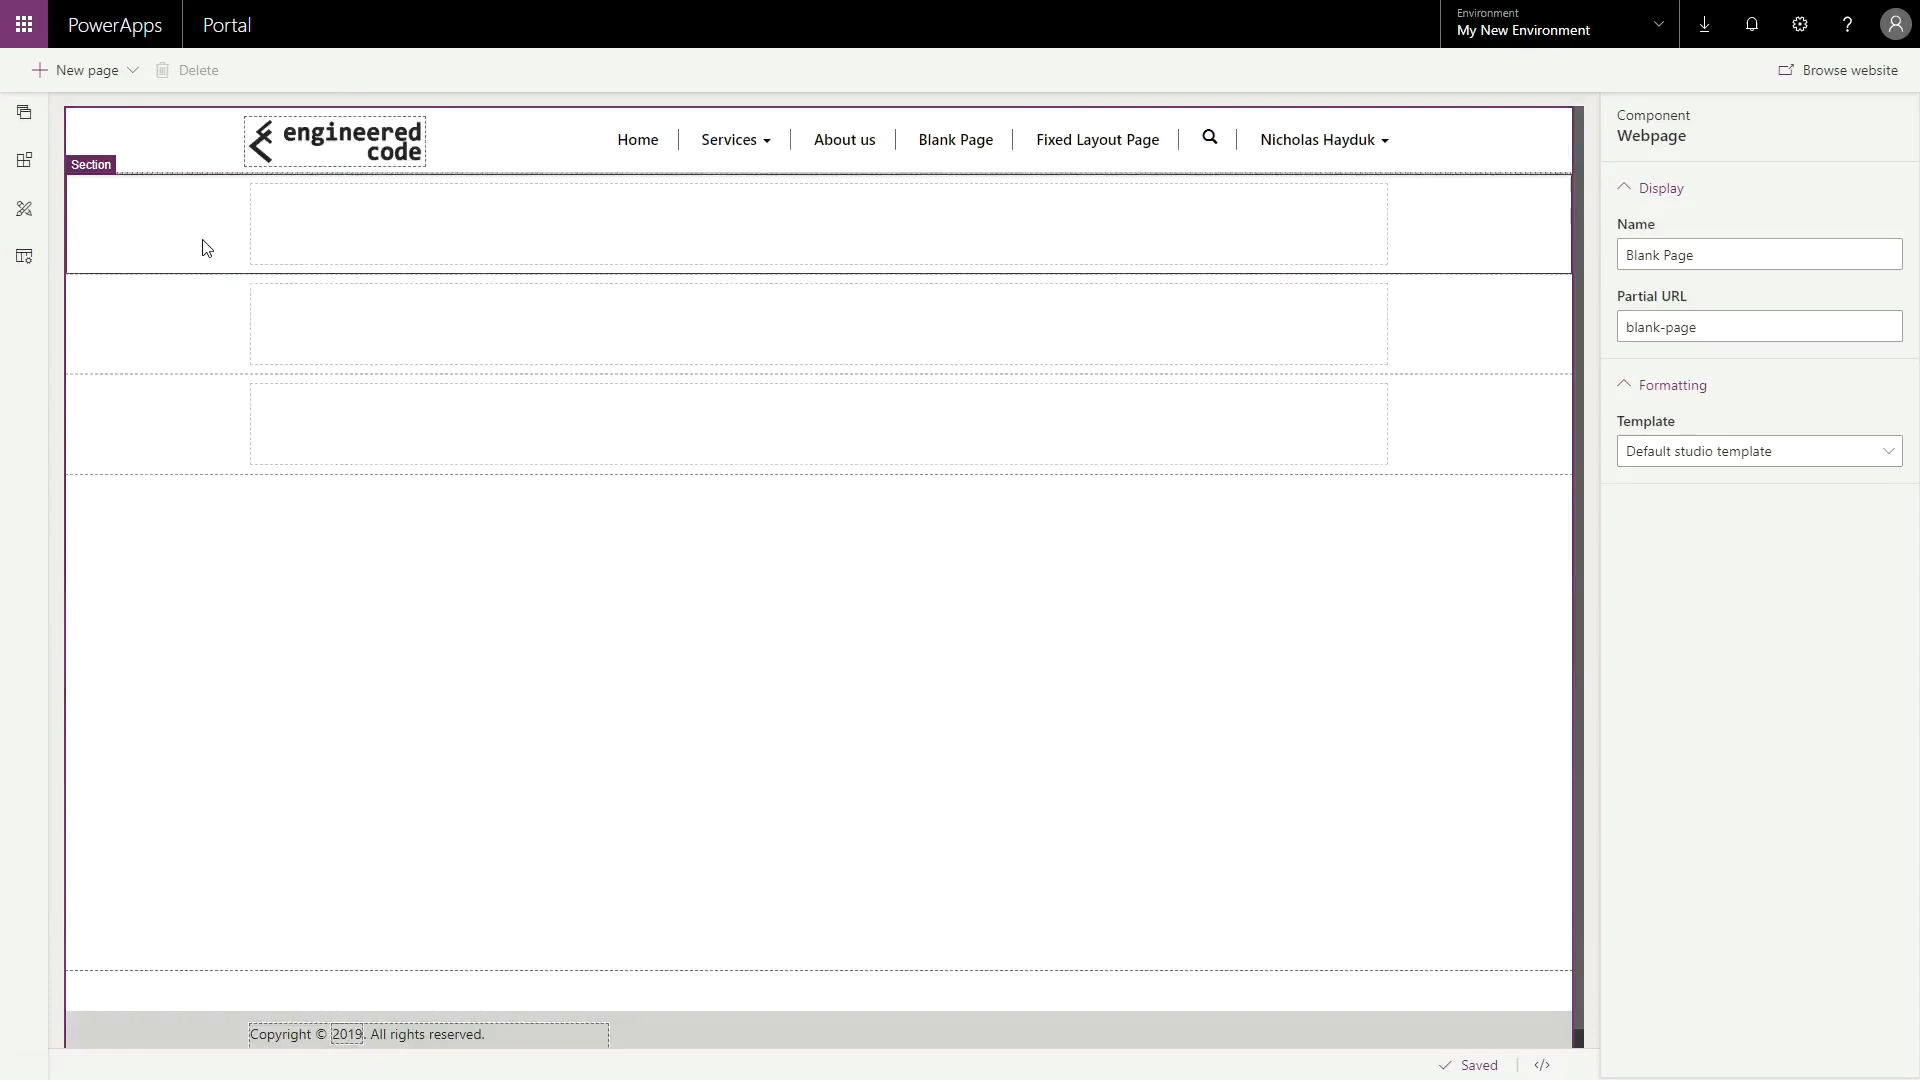 PowerApps
Portal
Environment
My New Environment
New page
Delete
Browse website
engineered
code
Home
Services
About us
Blank Page
Fixed Layout Page
Nicholas Hayduk
Section
Component
Webpage
Display
Name
Blank Page
Partial URL
blank-page
Formatting
Template
Default studio template
Copyright © 2019. All rights reserved.
Saved